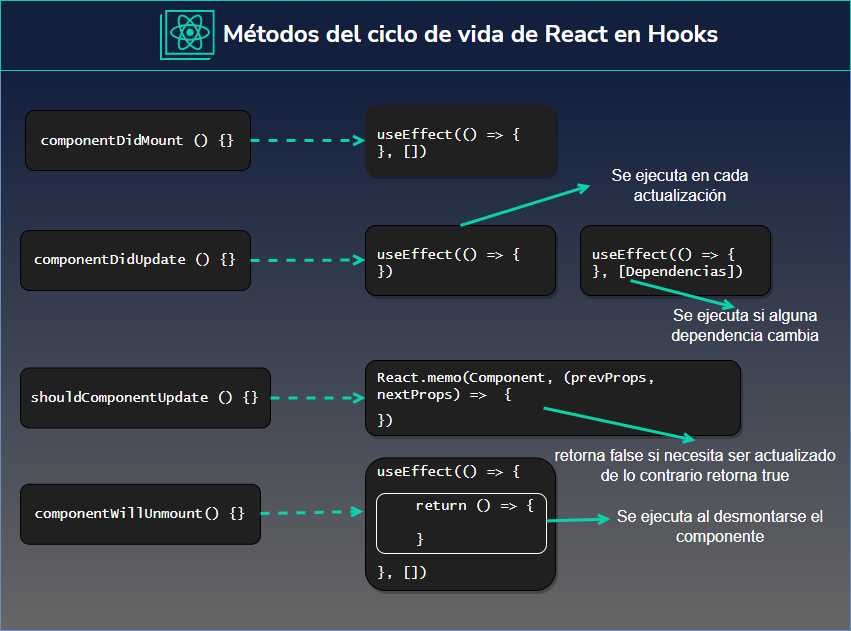 Métodos del ciclo de vida de React en Hooks
componentDidMount () {}
useEffect(() => {
}, [])
Se ejecuta en cada
actualización
componentDidUpdate () {}
useEffect(() => {
})
useEffect(() => {
}, [Dependencias])
Se ejecuta si alguna
dependencia cambia
shouldComponentUpdate () {}
React.memo(Component, (prevProps,
nextProps) => {
})
retorna false si necesita ser actualizado
de lo contrario retorna true
componentWillUnmount() {}
useEffect(() => {
return () => {
}
}, [])
Se ejecuta al desmontarse el
componente